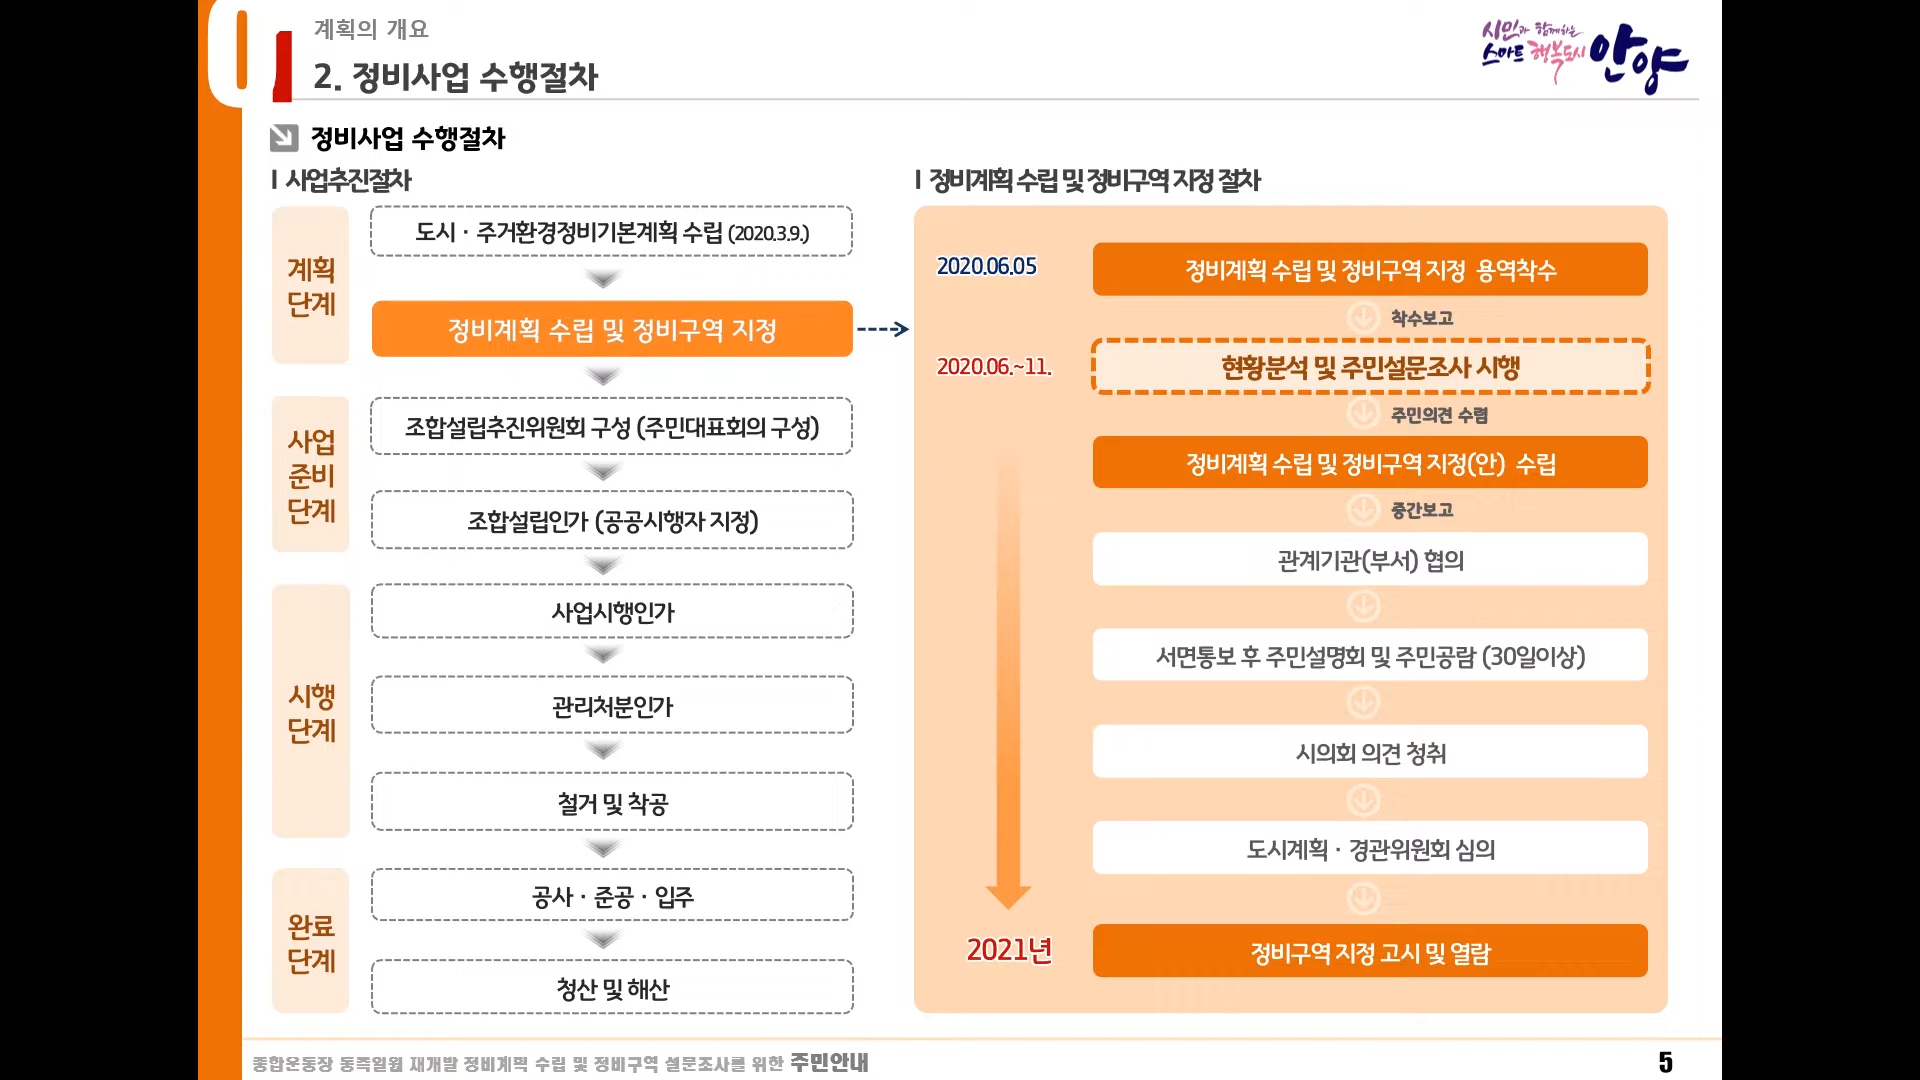 계획의 개요
2. 정비사업 수행절차
시민과 함께하는
스마트 행복도시 안양
정비사업 수행절차
사업추진절차
계획
단계
도시 · 주거환경정비기본계획 수립 (2020.3.9.)
정비계획 수립 및 정비구역 지정
사업
준비
단계
조합설립추진위원회 구성 (주민대표회의 구성)
조합설립인가 (공공시행자 지정)
시행
단계
사업시행인가
관리처분인가
철거 및 착공
완료
단계
공사 · 준공 · 입주
청산 및 해산
정비계획 수립 및 정비구역 지정 절차
2020.06.05
정비계획 수립 및 정비구역 지정 용역착수
착수보고
2020.06.~11.
현황분석 및 주민설문조사 시행
주민의견 수렴
정비계획 수립 및 정비구역 지정(안) 수립
중간보고
관계기관(부서) 협의
서면통보 후 주민설명회 및 주민공람 (30일이상)
시의회 의견 청취
도시계획 · 경관위원회 심의
2021년
정비구역 지정 고시 및 열람
종합운동장 동측일원 재개발 정비계획 수립 및 정비구역 설문조사를 위한 주민안내
5